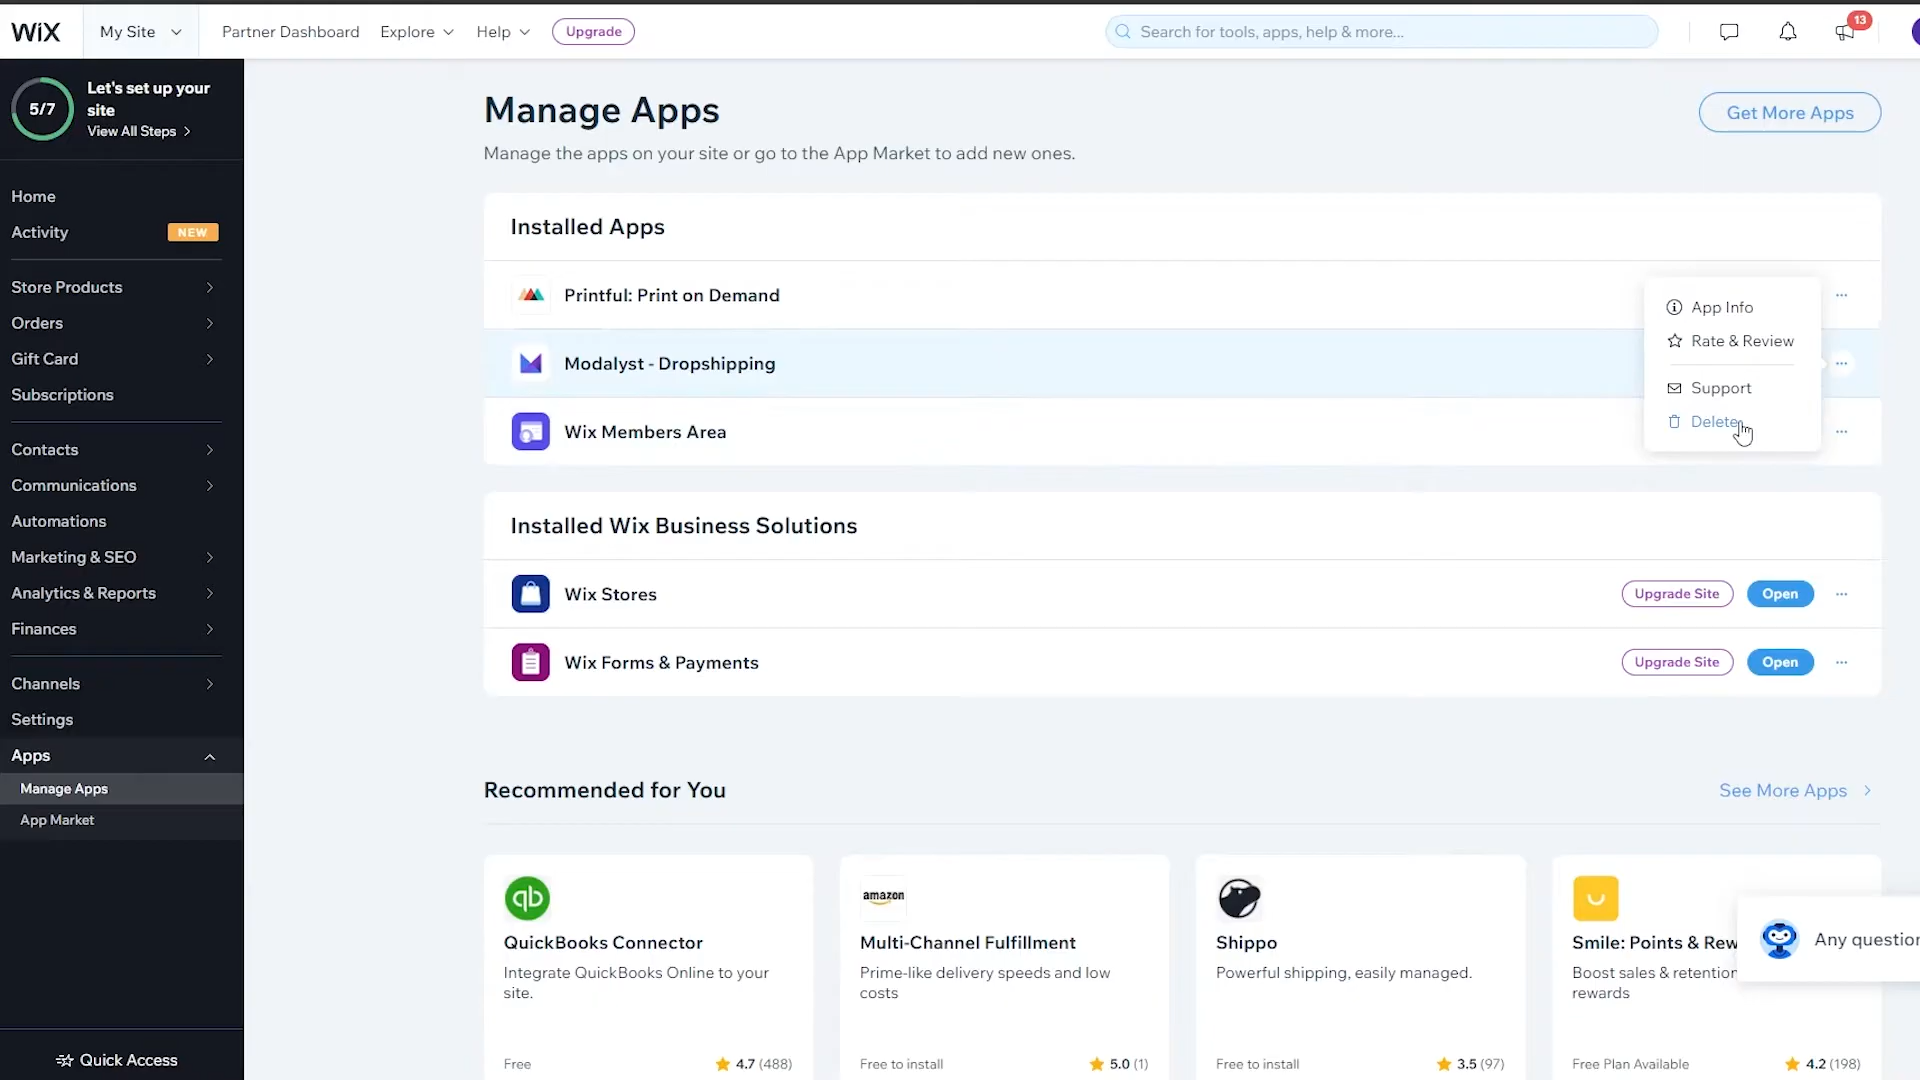 WiX
My Site
Partner Dashboard
Explore
Help
Upgrade
Search for tools, apps, help & more...
13
5/7
Let's set up your
site
View All Steps
Home
Activity
NEW
Store Products
Orders
Gift Card
Subscriptions
Contacts
Communications
Automations
Marketing & SEO
Analytics & Reports
Finances
Channels
Settings
Apps
Manage Apps
App Market
Quick Access
Manage Apps
Get More Apps
Manage the apps on your site or go to the App Market to add new ones.
Installed Apps
Printful: Print on Demand
Modalyst - Dropshipping
Wix Members Area
App Info
Rate & Review
Support
Delete
Installed Wix Business Solutions
Wix Stores
Upgrade Site
Open
Wix Forms & Payments
Upgrade Site
Open
Recommended for You
See More Apps
qb
QuickBooks Connector
Integrate QuickBooks Online to your
site.
Free
4.7 (488)
amazon
Multi-Channel Fulfillment
Prime-like delivery speeds and low
costs
Free to install
5.0 (1)
Shippo
Powerful shipping, easily managed.
Free to install
3.5 (97)
Smile: Points & Rew
Boost sales & retention
rewards
Free Plan Available
4.2 (198)
Any question